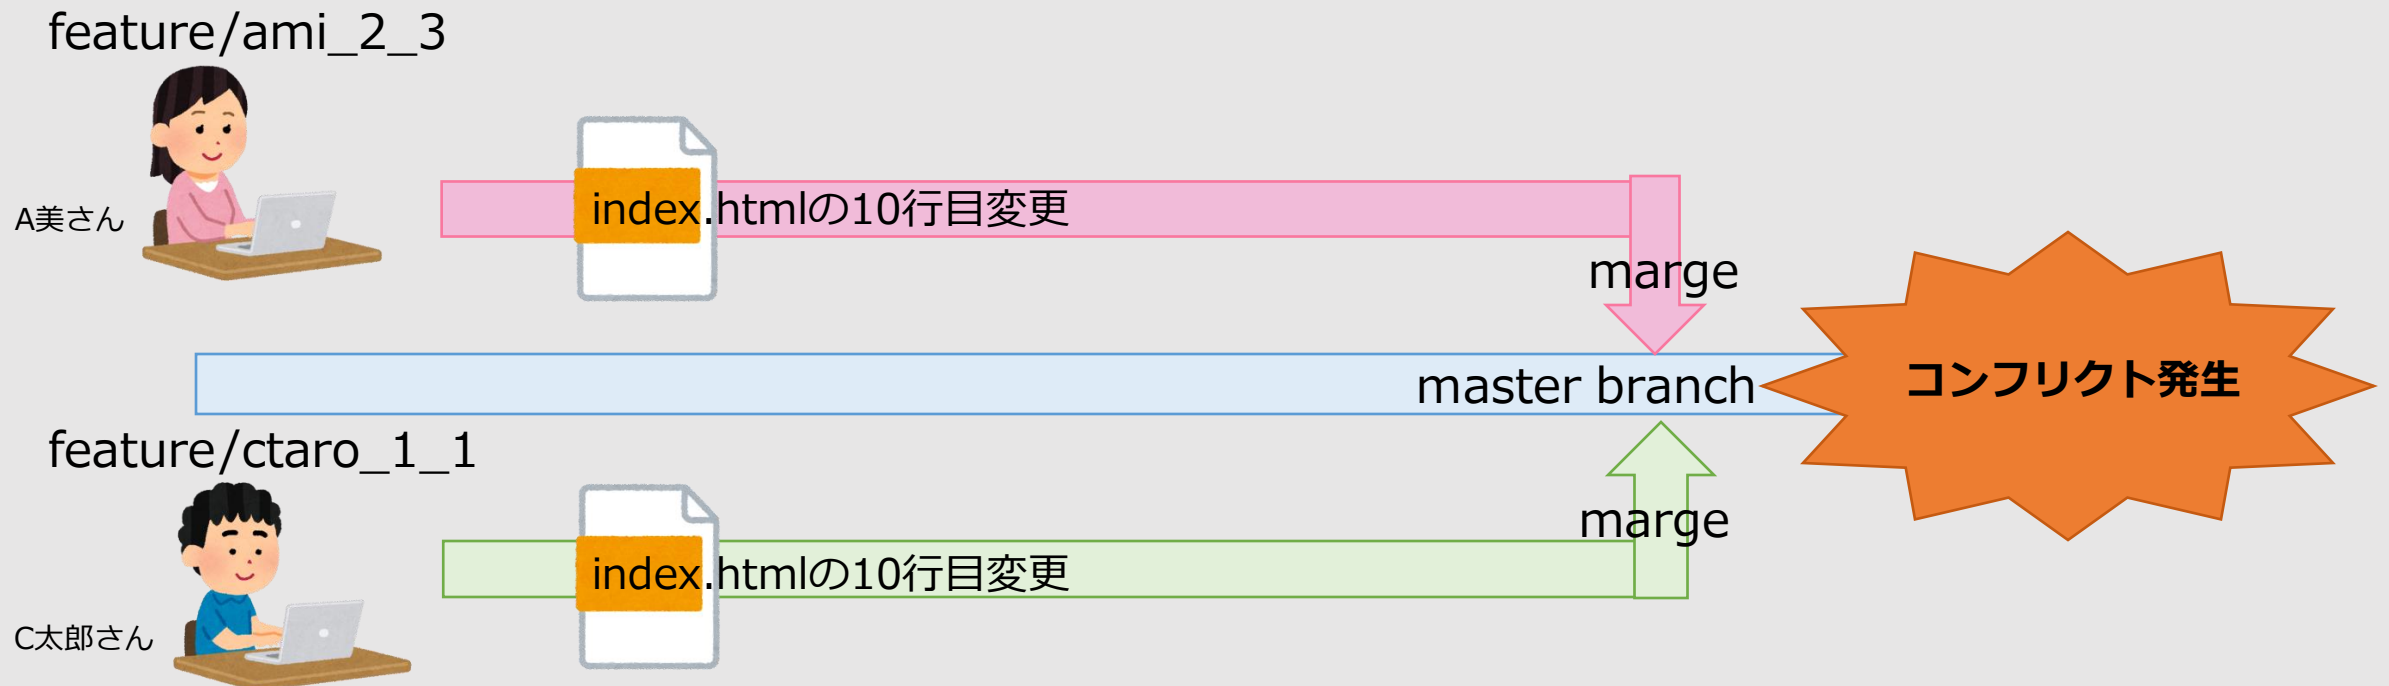 feature/ami_2_3
A美さん
index.htmlの10行目変更
marge
master branch
コンフリクト発生
feature/ctaro_1_1
marge
index.htmlの10行目変更
C太郎さん